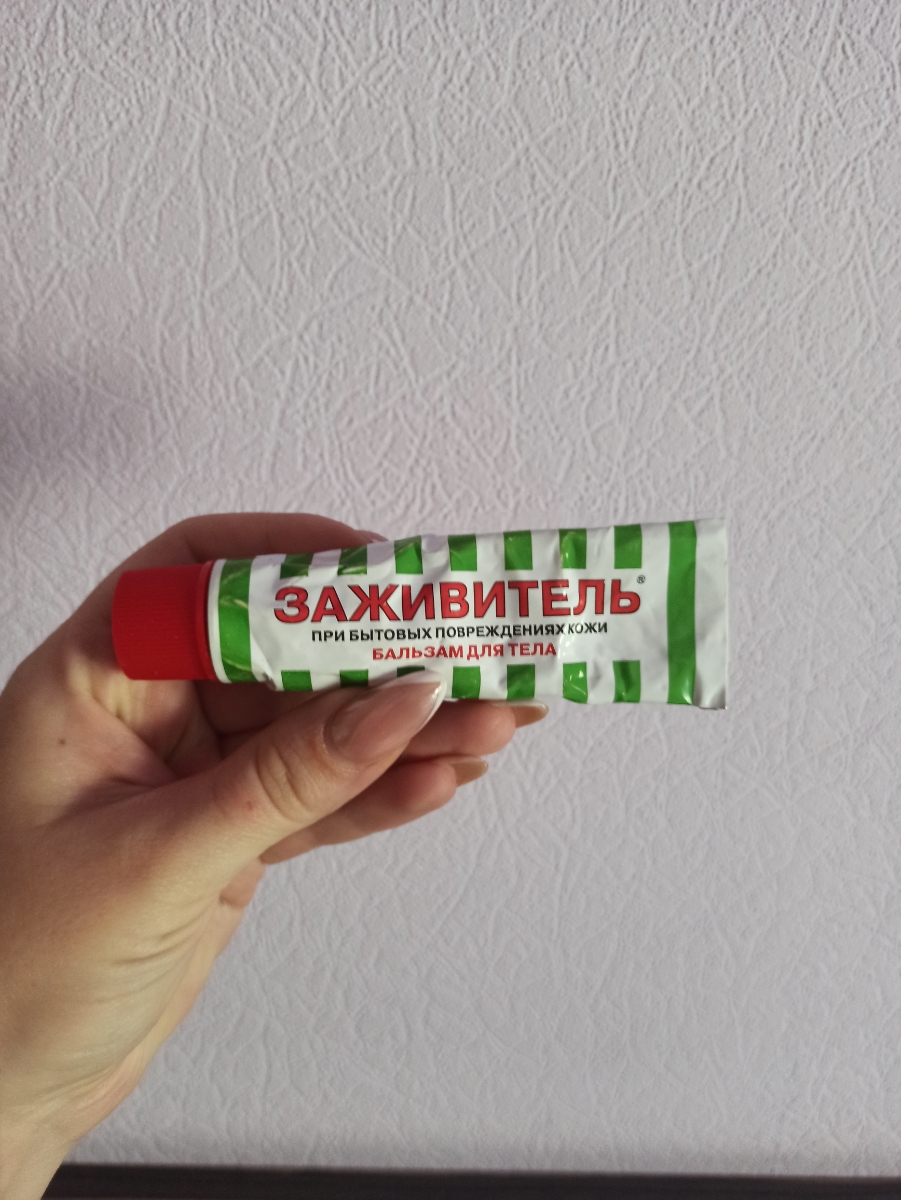 ЗАЖИВИТЕЛЬ®
ПРИ БЫТОВЫХ ПОВРЕЖДЕНИЯХ КОЖИ
БАЛЬЗАМ ДЛЯ ТЕЛА